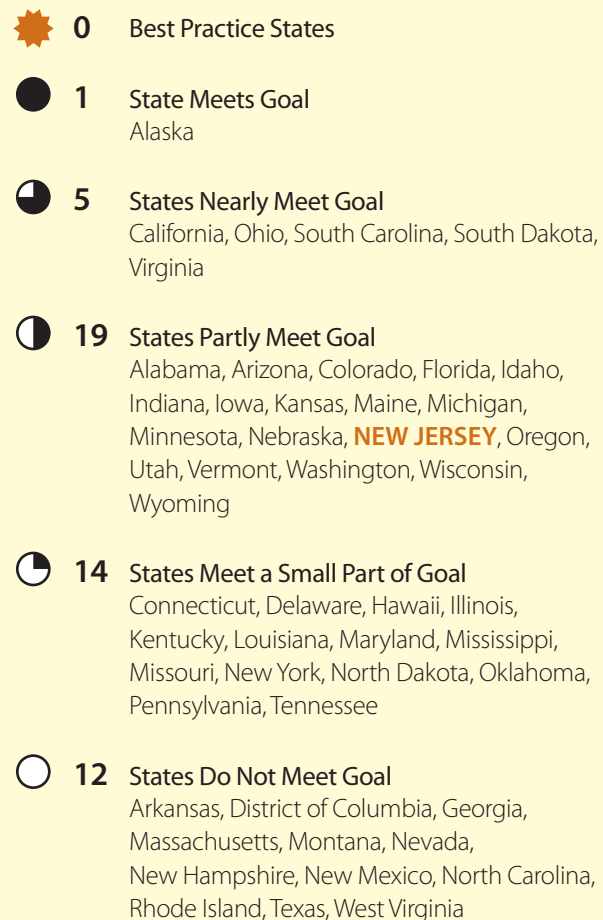 0 Best Practice States
1 State Meets Goal
Alaska
5 States Nearly Meet Goal
California, Ohio, South Carolina, South Dakota,
Virginia
19 States Partly Meet Goal
Alabama, Arizona, Colorado, Florida, Idaho,
Indiana, Iowa, Kansas, Maine, Michigan,
Minnesota, Nebraska, NEW JERSEY, Oregon,
Utah, Vermont, Washington, Wisconsin,
Wyoming
14 States Meet a Small Part of Goal
Connecticut, Delaware, Hawaii, Illinois,
Kentucky, Louisiana, Maryland, Mississippi,
Missouri, New York, North Dakota, Oklahoma,
Pennsylvania, Tennessee
12 States Do Not Meet Goal
Arkansas, District of Columbia, Georgia,
Massachusetts, Montana, Nevada,
New Hampshire, New Mexico, North Carolina,
Rhode Island, Texas, West Virginia